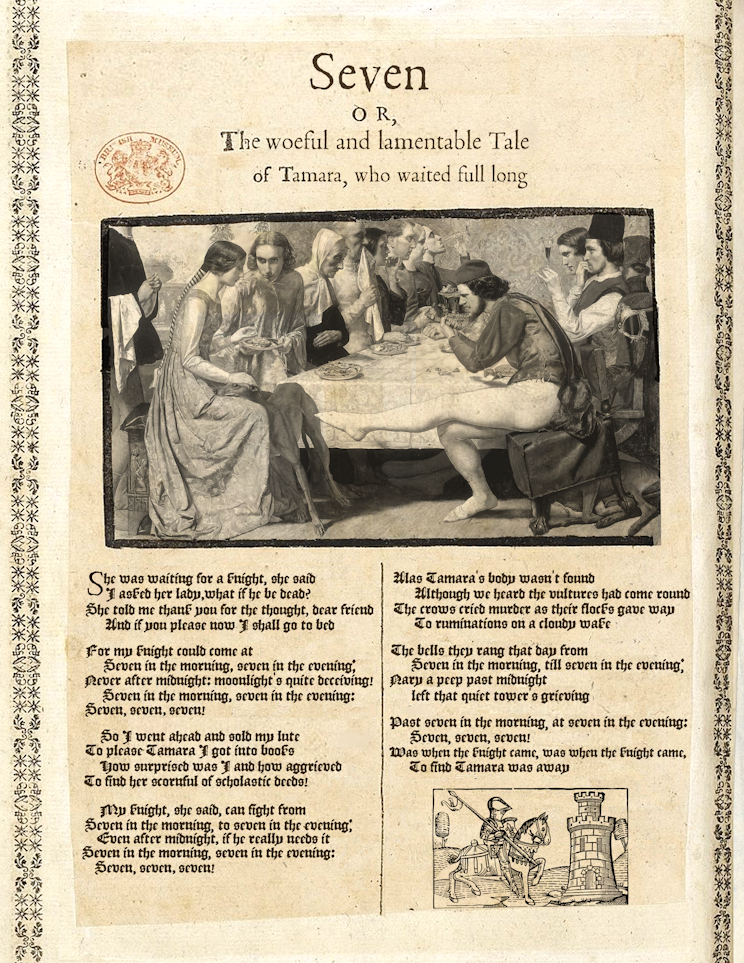 Seven
OR,
The woeful and lamentable Tale
of Tamara, who waited full long
BRITISH MUSEUM
She was waiting for a knight, she said
I asked her lady,what if he be dead?
She told me thank you for the thought, dear friend
And if you please now I shall go to bed
For my knight could come at
Seven in the morning, seven in the evening;
Never after midnight: moonlight's quite deceiving!
Seven in the morning, seven in the evening:
Seven, seven, seven!
So I went ahead and sold my lute
To please Tamara I got into books
How surprised was I and how aggrieved
To find her scornful of scholastic deeds!
My knight, she said, can fight from
Seven in the morning, to seven in the evening;
Even after midnight, if he really needs it
Seven in the morning, seven in the evening:
Seven, seven, seven!
Alas Tamara's body wasn't found
Although we heard the vultures had come round
The crows cried murder as their flocks gave way
To ruminations on a cloudy wake
The bells they rang that day from
Seven in the morning, till seven in the evening;
Nary a peep past midnight
left that quiet tower's grieving
Past seven in the morning, at seven in the evening:
Seven, seven, seven!
Was when the knight came, was when the knight came,
To find Tamara was away